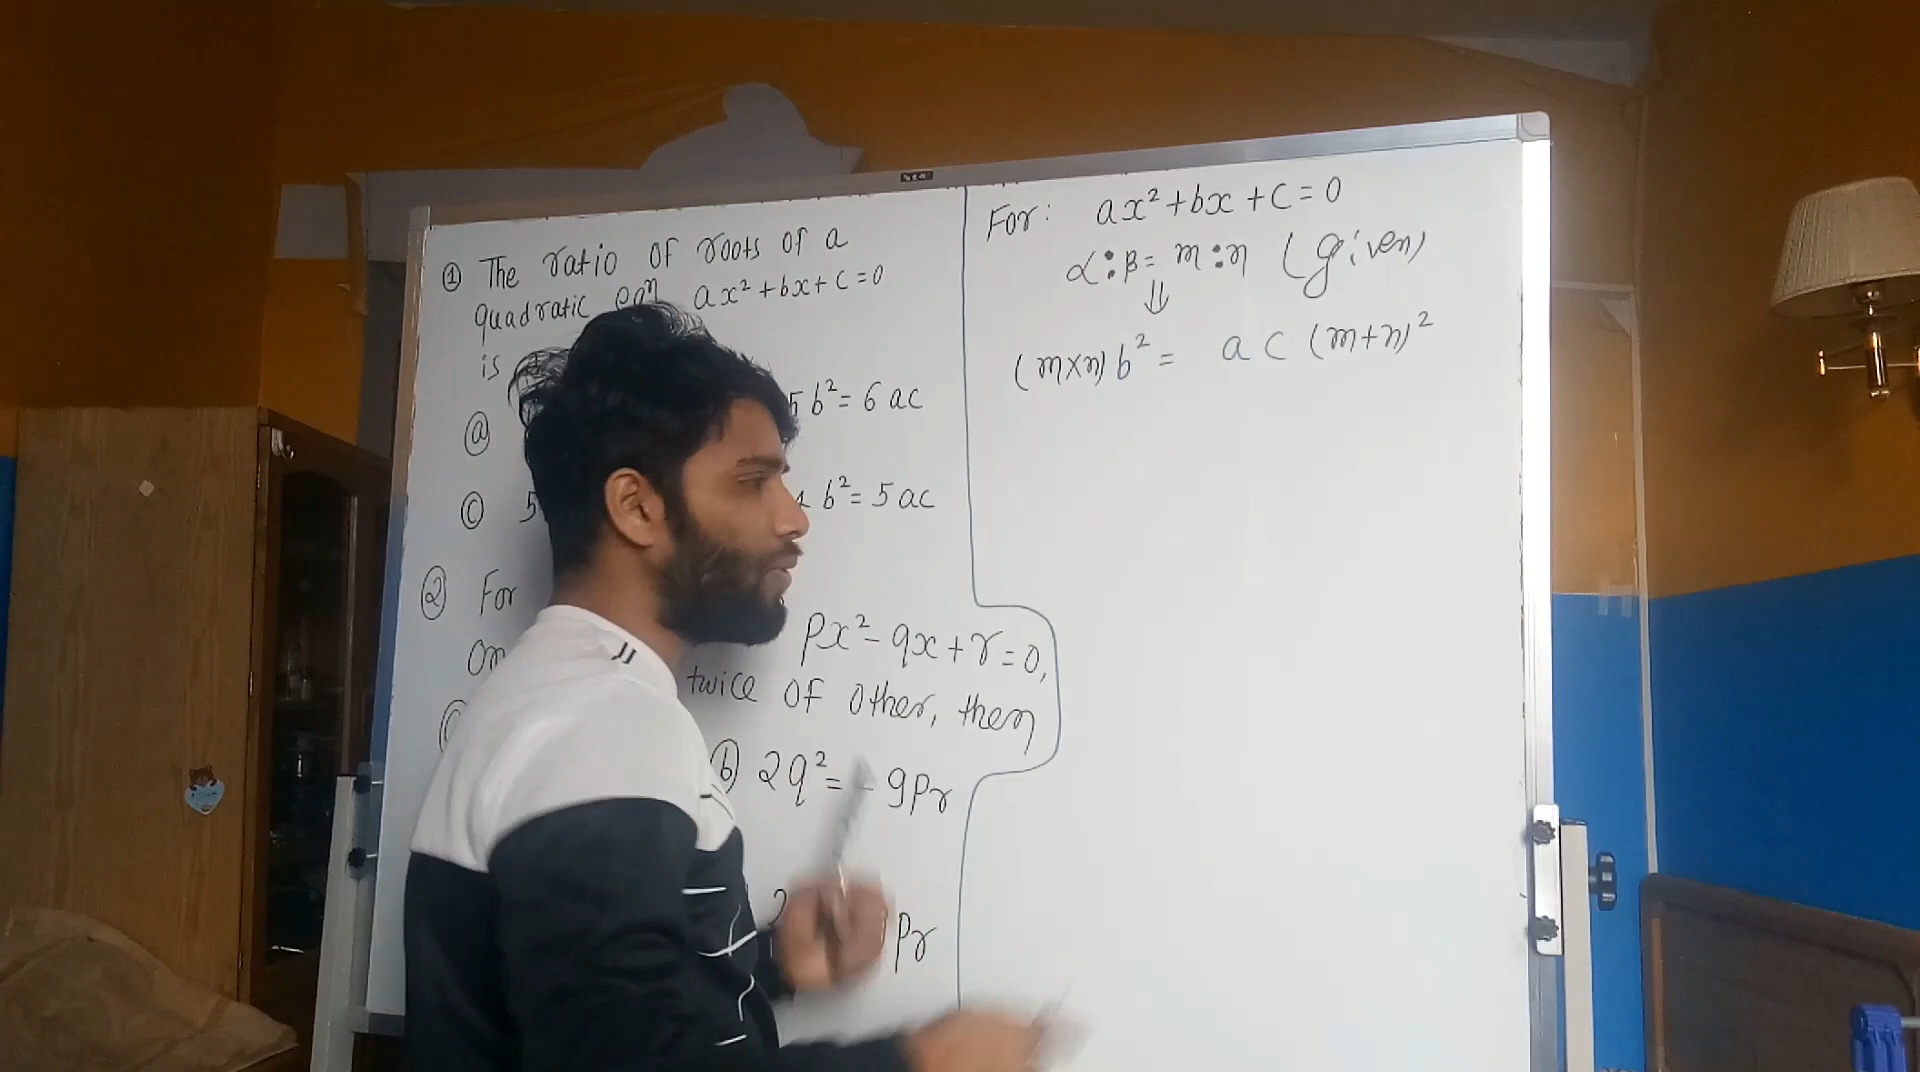 ① The ratio of roots of a
quadratic eqn ax² + bx + c = 0
is
ⓐ 5 b² = 6 ac
ⓒ 5 b² = 5 ac
② For px² - qx + r = 0,
twice of other, then
ⓑ 2q² = - 9pr
pr
For: ax² + bx + c = 0
α : β = m : n (given)
⇓
(m×n) b² = ac (m+n)²